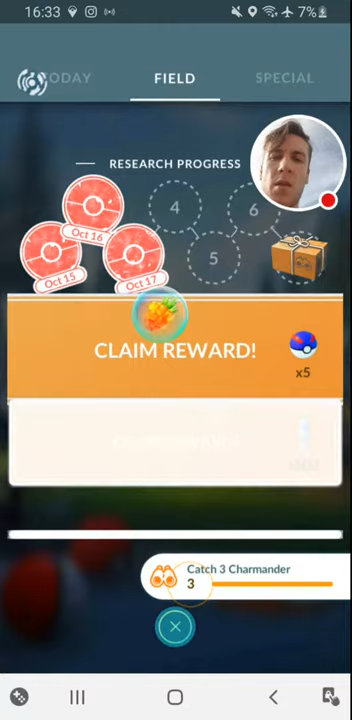 16:33
7%
TODAY
FIELD
SPECIAL
RESEARCH PROGRESS
4
6
5
Oct 16
Oct 15
Oct 17
CLAIM REWARD!
x5
Catch 3 Charmander
3